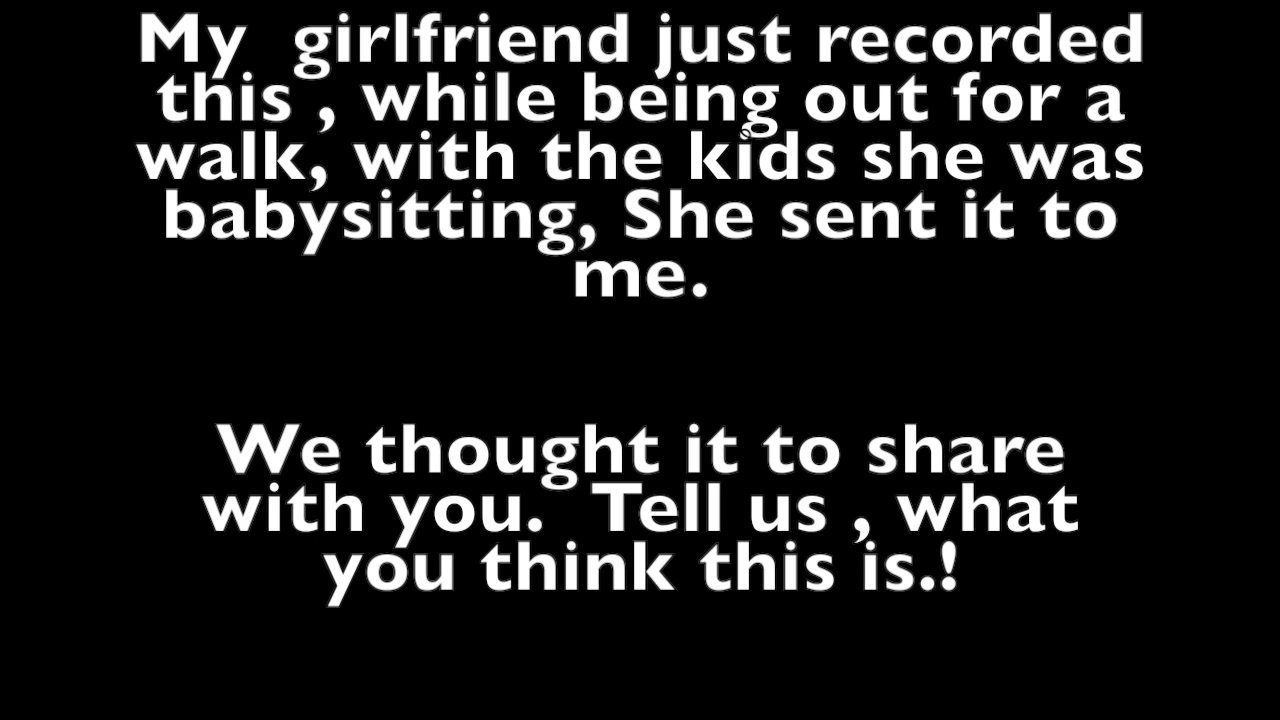 My  girlfriend just recorded
this , while being out for a
walk, with the kids she was
babysitting, She sent it to
me.
We thought it to share
with you.  Tell us , what
you think this is.!